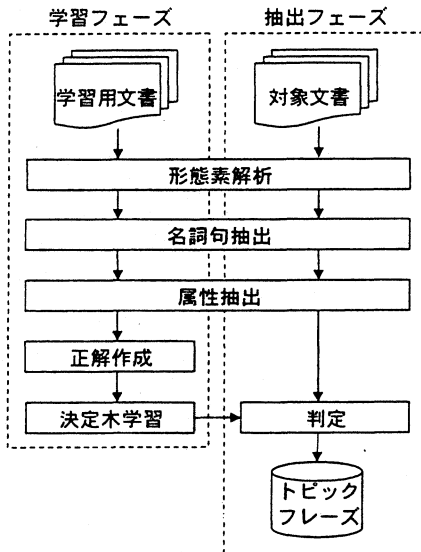 学習フェーズ
抽出フェーズ
学習用文書
対象文書
形態素解析
名詞句抽出
属性抽出
正解作成
決定木学習
判定
トピック
フレーズ